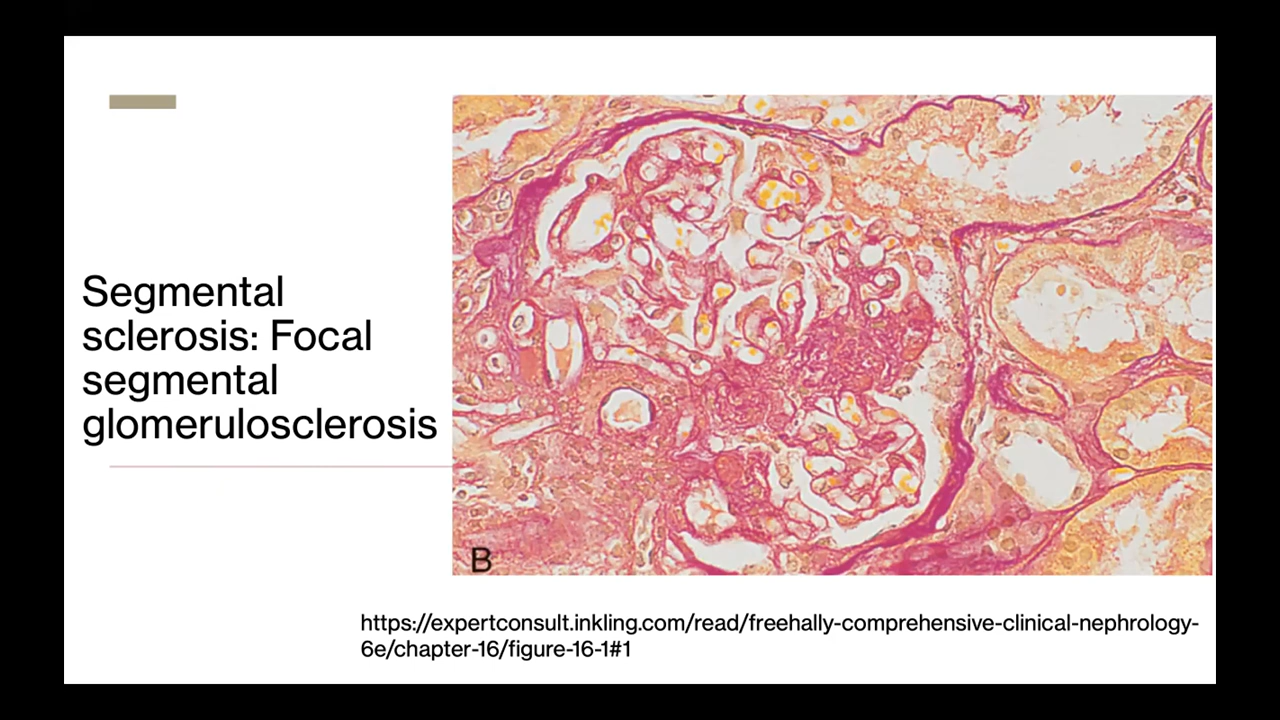 Segmental
sclerosis: Focal
segmental
glomerulosclerosis
B
https://expertconsult.inkling.com/read/freehally-comprehensive-clinical-nephrology-
6e/chapter-16/figure-16-1#1